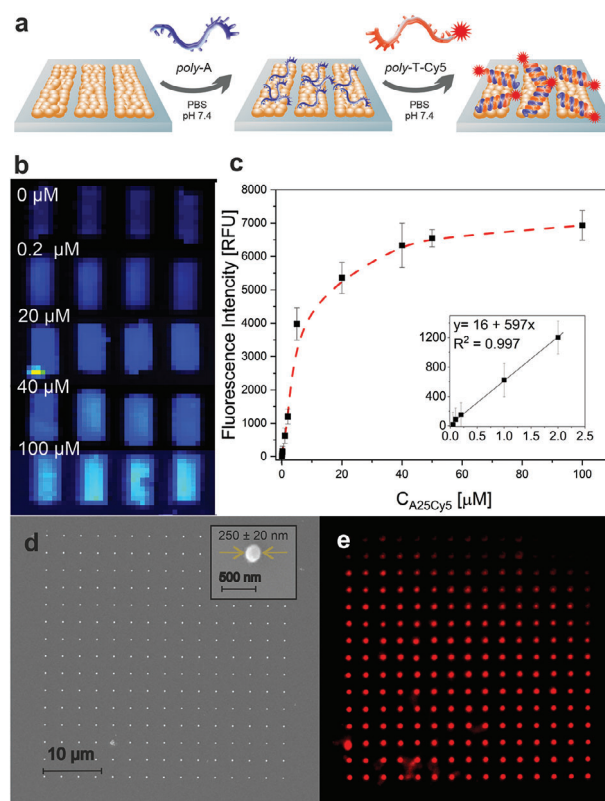 a
poly-A
PBS
pH 7.4
poly-T-Cy5
PBS
pH 7.4
b
0 µM
0.2 µM
20 µM
40 µM
100 µM
c
Fluorescence Intencity [RFU]
8000
7000
6000
5000
4000
3000
2000
1000
0
0 20 40 60 80 100
C A25Cy5 [µM]
y= 16 + 597x
R² = 0.997
1200
800
400
0
0.0 0.5 1.0 1.5 2.0 2.5
d
250 ± 20 nm
500 nm
10 µm
e